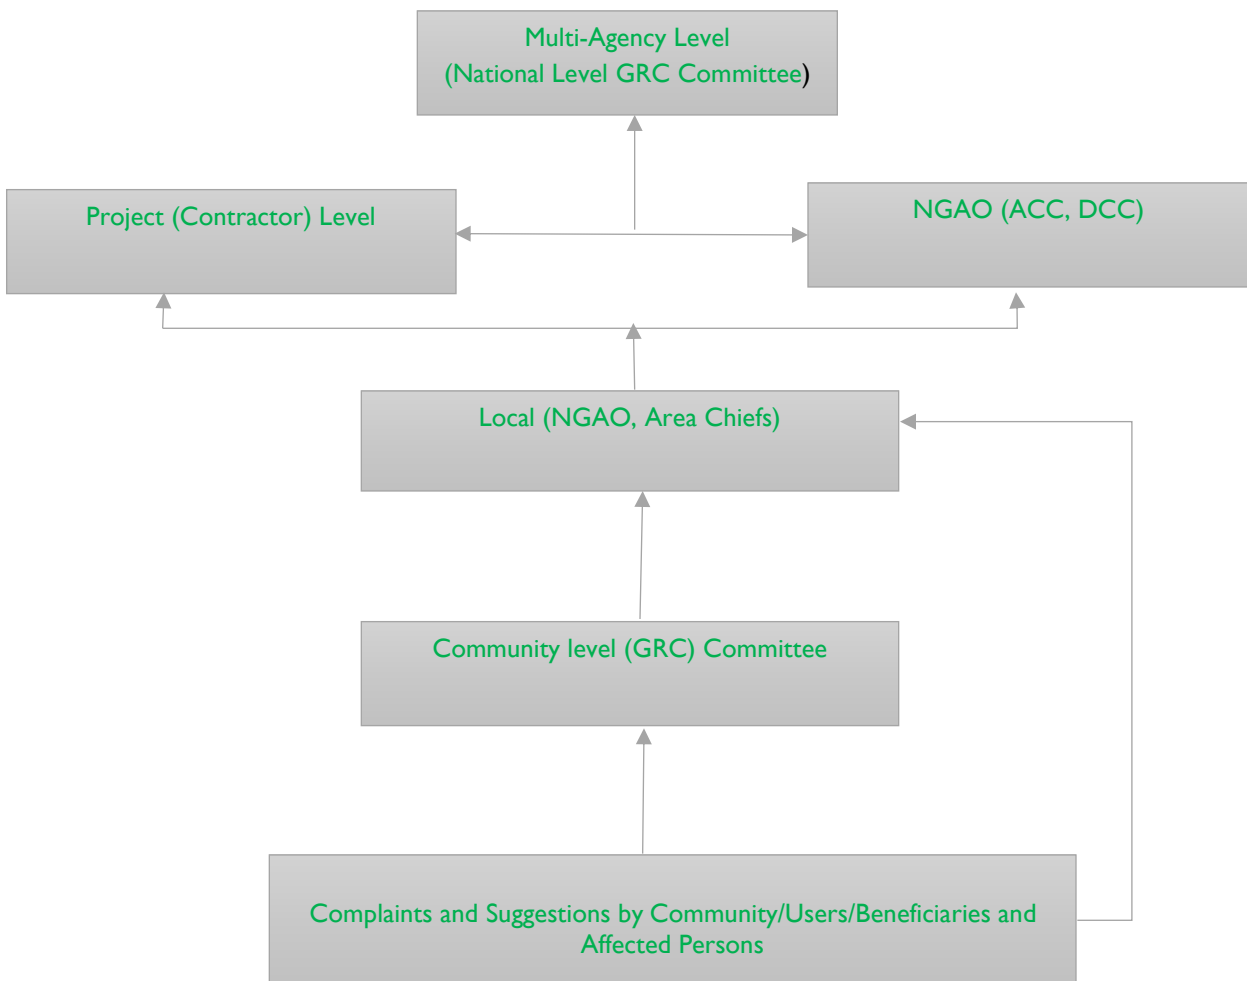 Multi-Agency Level
(National Level GRC Committee)
Project (Contractor) Level
NGAO (ACC, DCC)
Local (NGAO, Area Chiefs)
Community level (GRC) Committee
Complaints and Suggestions by Community/Users/Beneficiaries and
Affected Persons